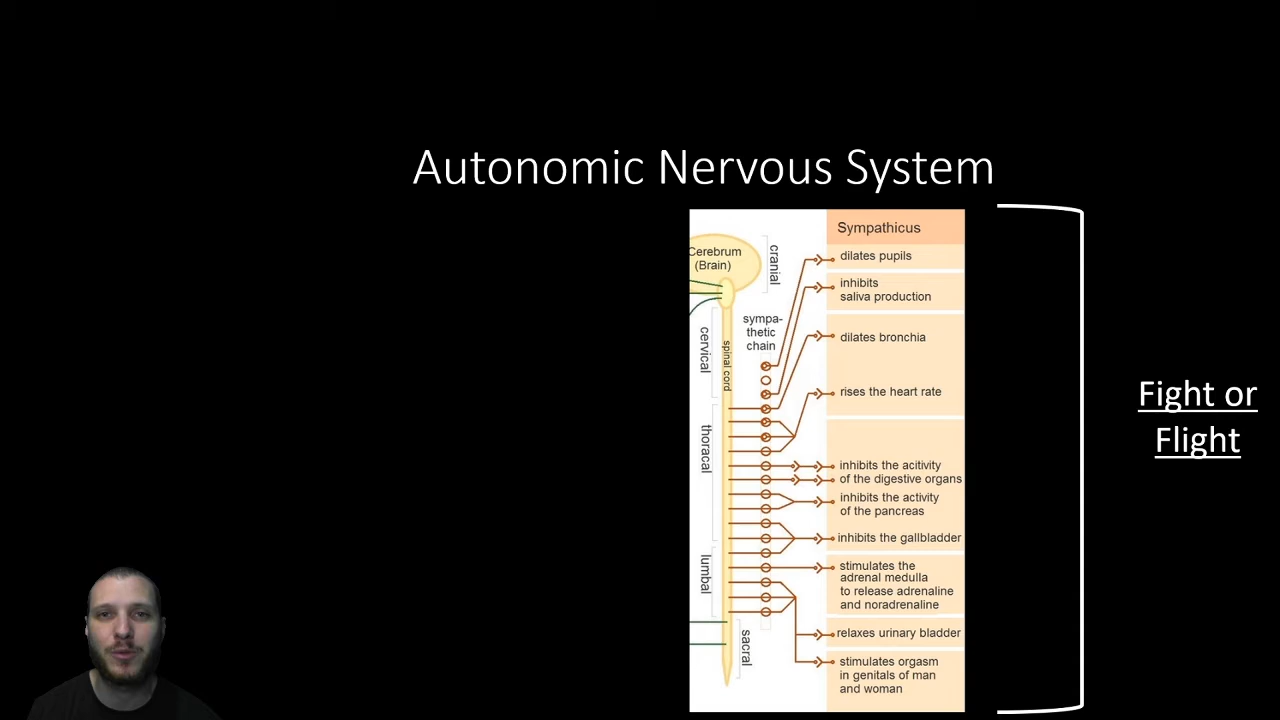 Autonomic Nervous System
Sympathicus
Cerebrum
(Brain)
cranial
dilates pupils
inhibits
saliva production
sympa-
thetic
chain
cervical
spinal cord
dilates bronchia
rises the heart rate
thoracal
inhibits the acitivity
of the digestive organs
inhibits the activity
of the pancreas
inhibits the gallbladder
lumbal
stimulates the
adrenal medulla
to release adrenaline
and noradrenaline
sacral
relaxes urinary bladder
stimulates orgasm
in genitals of man
and woman
Fight or
Flight